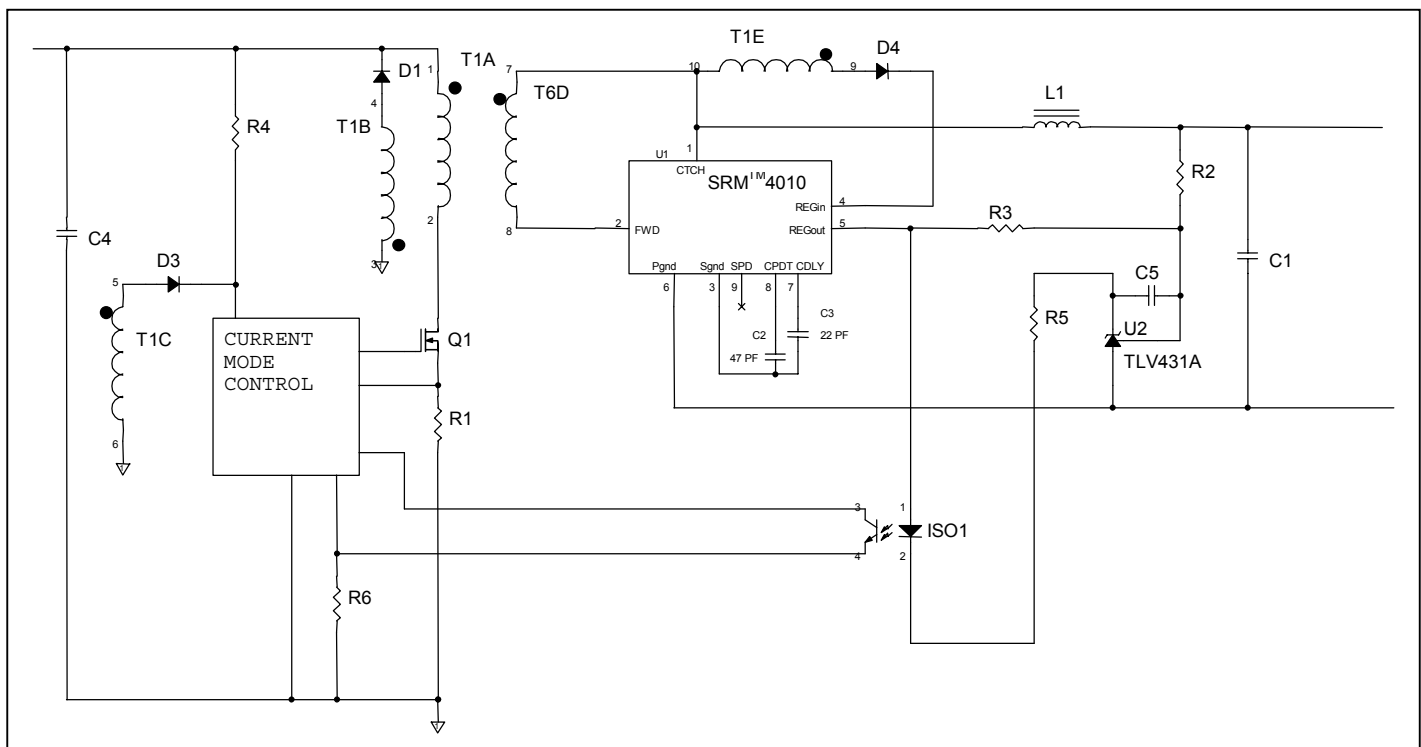 T1E
D4
10
9
1
T1A
7
D1
T6D
L1
4
R4
T1B
U1
1
CTCH
SRM™4010
R2
REGin
4
2
8
2
FWD
REGout
5
R3
C4
3
Pgnd
Sgnd
SPD
CPDT
CDLY
C1
D3
5
6
3
9
8
7
C5
T1C
CURRENT
MODE
CONTROL
Q1
C2
C3
22 PF
47 PF
R5
U2
TLV431A
R1
6
3
1
ISO1
4
2
R6